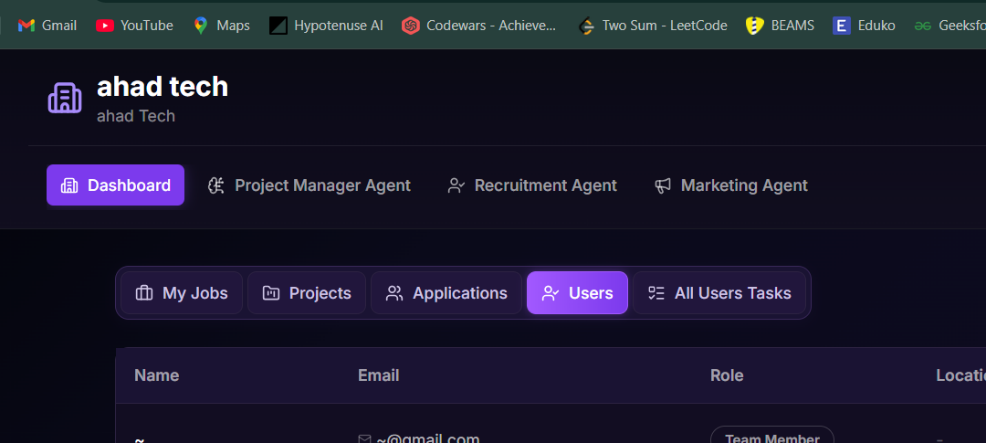 Gmail YouTube Maps Hypotenuse AI Codewars - Achieve... Two Sum - LeetCode BEAMS E Eduko Geeksfo
ahad tech
ahad Tech
Dashboard Project Manager Agent Recruitment Agent Marketing Agent
My Jobs Projects Applications Users All Users Tasks
Name Email Role Locatio
~ ~@gmail.com Team Member -